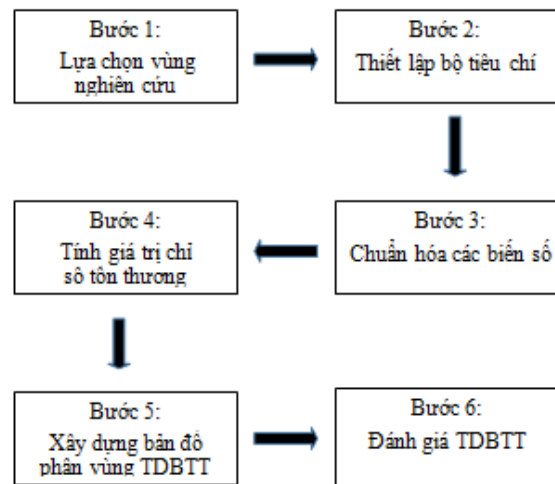 Bước 1:
Lựa chọn vùng
nghiên cứu
Bước 2:
Thiết lập bộ tiêu chí
Bước 3:
Chuẩn hóa các biến số
Bước 4:
Tính giá trị chỉ
số tổn thương
Bước 5:
Xây dựng bản đồ
phân vùng TDBTT
Bước 6:
Đánh giá TDBTT